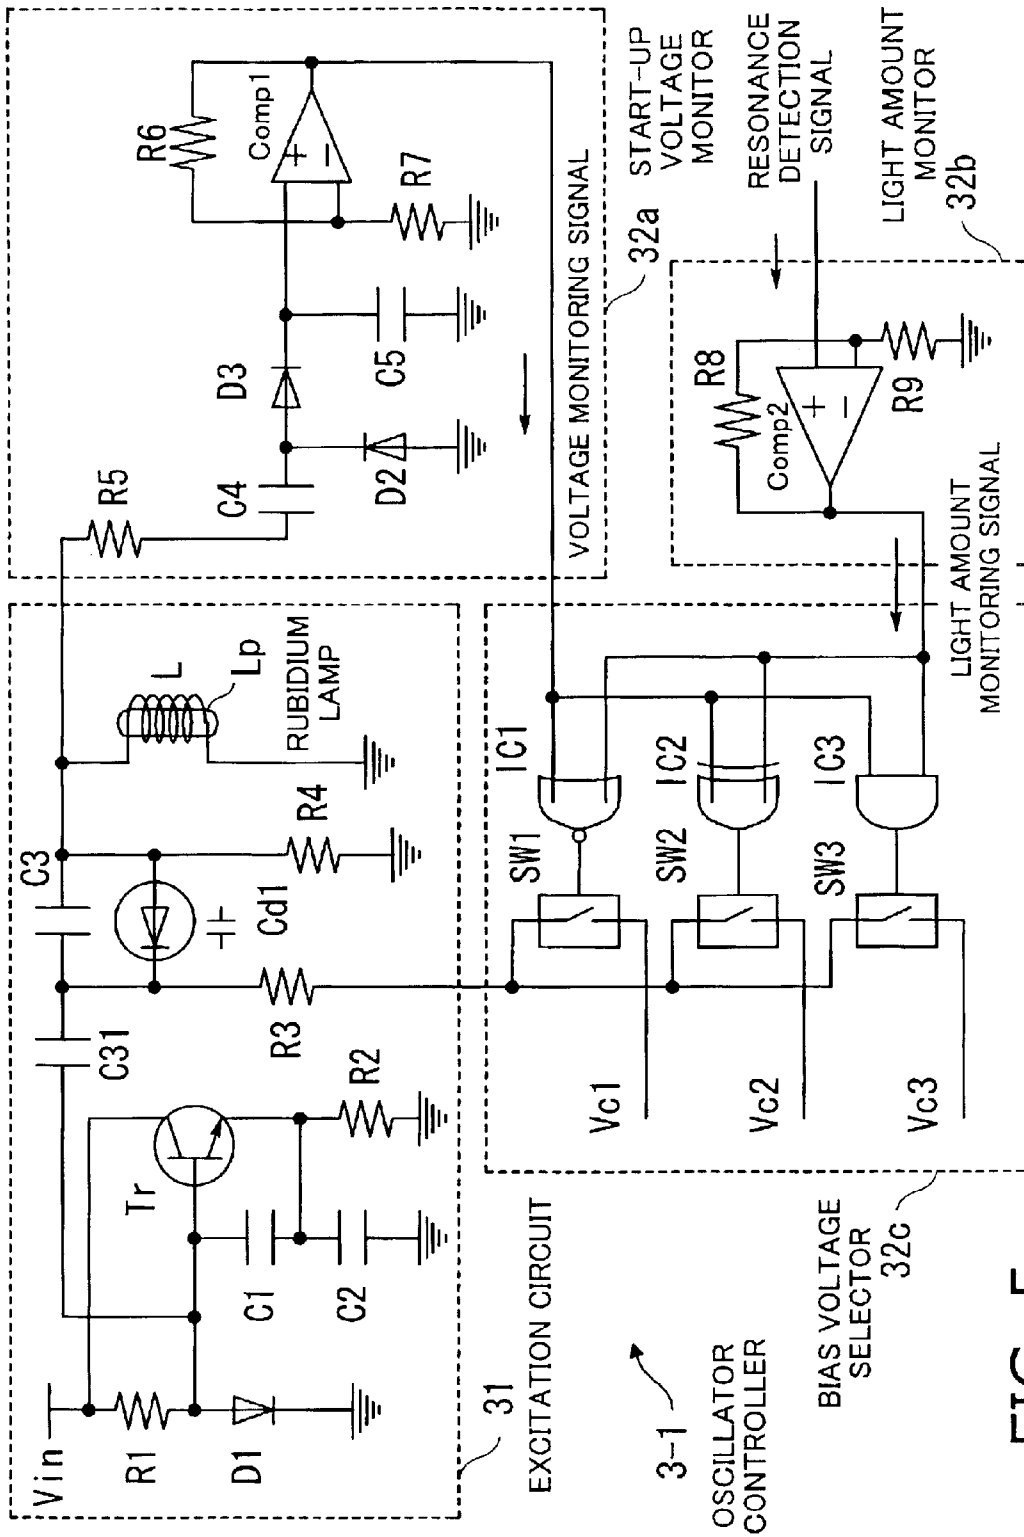 Vin
R1
D1
Tr
C1
C2
R2
C31
R3
C3
Cd1
R4
L
Lp
RUBIDIUM
LAMP
31
EXCITATION CIRCUIT
R5
C4
D2
D3
C5
R6
Comp1
+
−
R7
VOLTAGE MONITORING SIGNAL
32a
START-UP
VOLTAGE
MONITOR
RESONANCE
DETECTION
SIGNAL
LIGHT AMOUNT
MONITOR
32b
R8
Comp2
+
−
R9
LIGHT AMOUNT
MONITORING SIGNAL
IC1
SW1
IC2
SW2
IC3
SW3
Vc1
Vc2
Vc3
BIAS VOLTAGE
SELECTOR
32c
3-1
OSCILLATOR
CONTROLLER